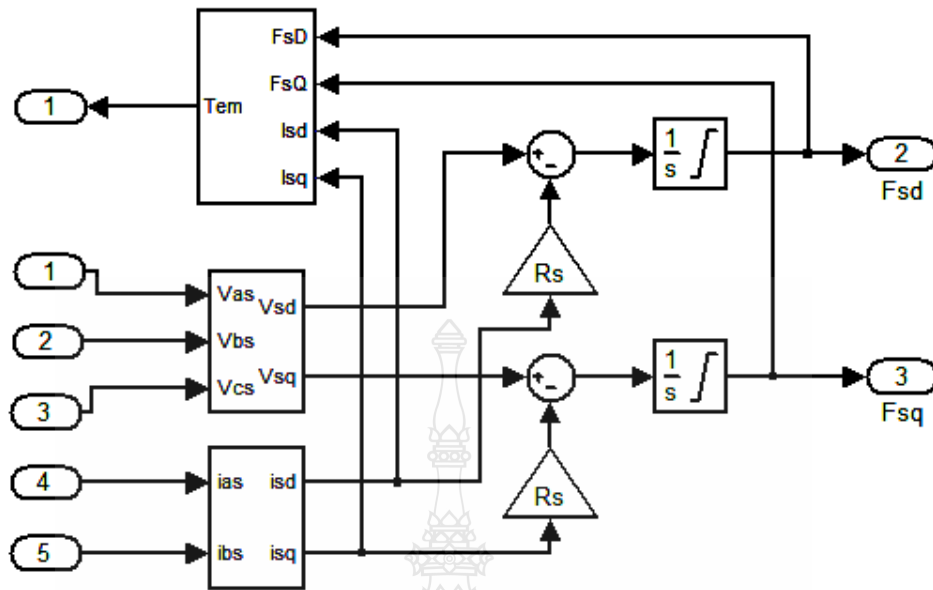 FsD
FsQ
1
Tem
Isd
Isq
+
-
1
s
2
Fsd
Rs
1
Vas
Vsd
2
Vbs
Vsq
3
Vcs
+
-
1
s
3
Fsq
Rs
4
ias
isd
5
ibs
isq